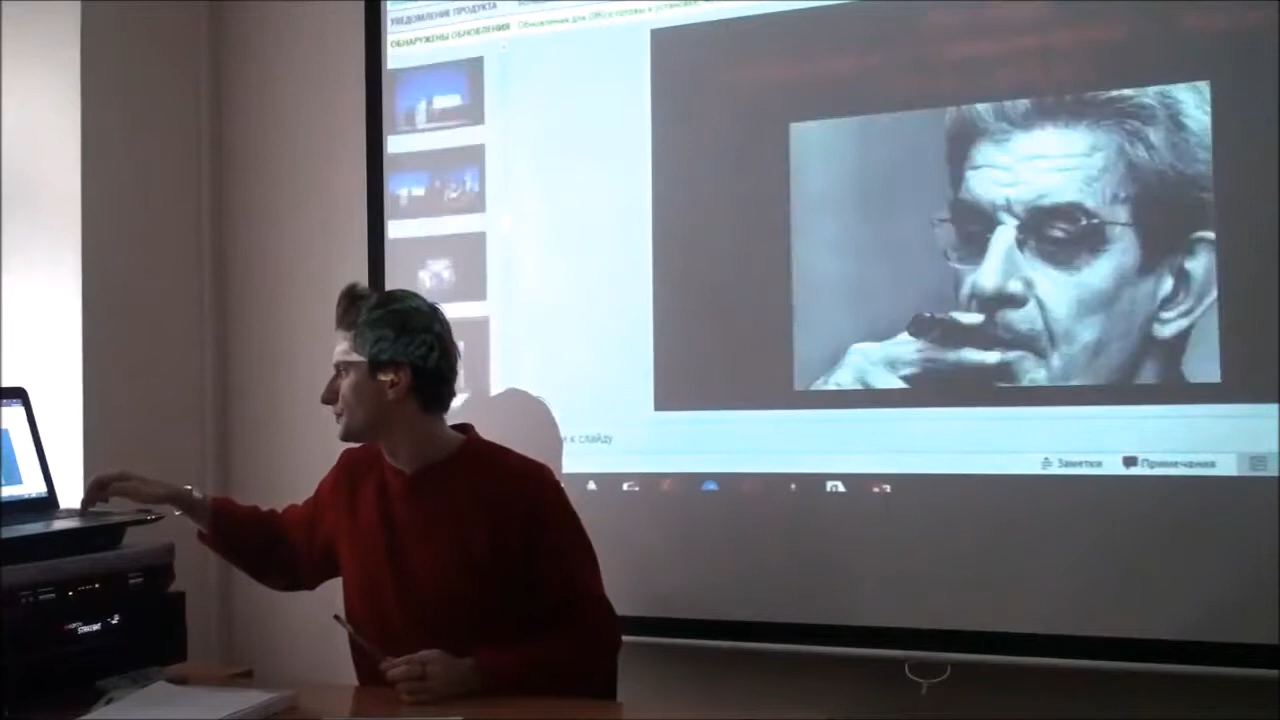 УВЕДОМЛЕНИЕ ПРОДУКТА
ОБНАРУЖЕНЫ ОБНОВЛЕНИЯ Обновления для Office готовы к установке,
к слайду
Заметки Примечания